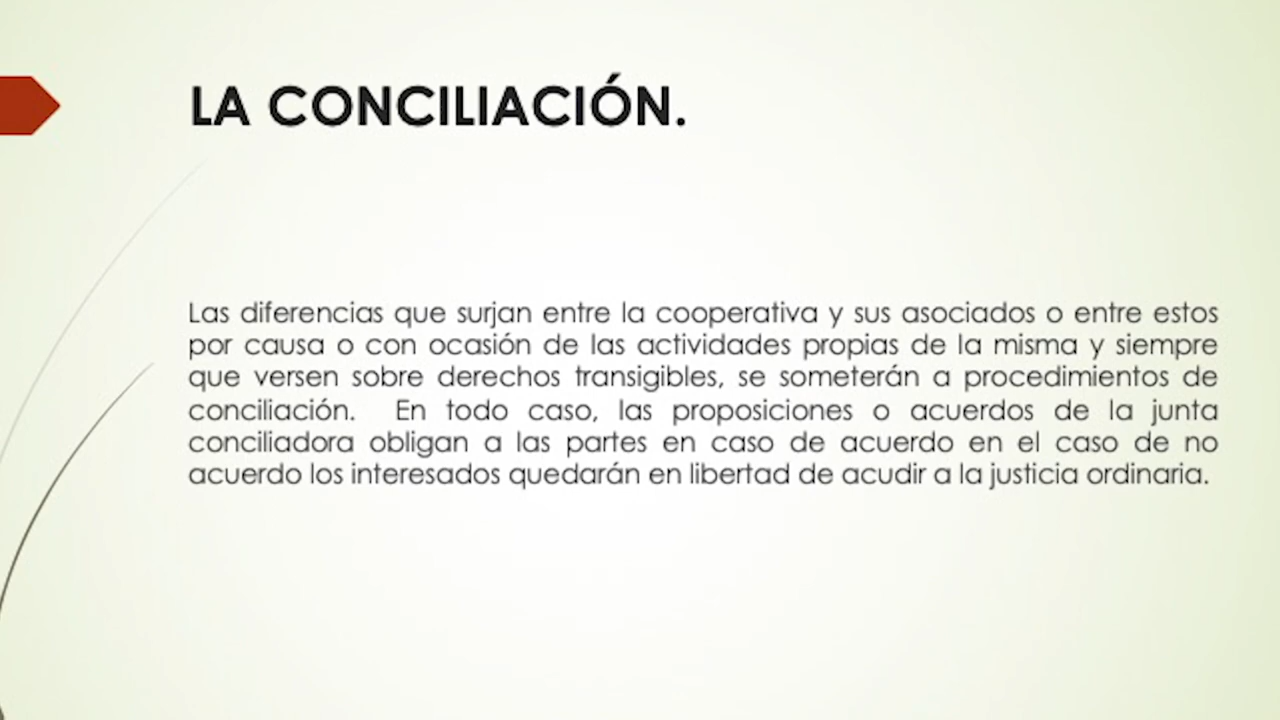 LA CONCILIACIÓN.
Las diferencias que surjan entre la cooperativa y sus asociados o entre estos
por causa o con ocasión de las actividades propias de la misma y siempre
que versen sobre derechos transigibles, se someterán a procedimientos de
conciliación. En todo caso, las proposiciones o acuerdos de la junta
conciliadora obligan a las partes en caso de acuerdo en el caso de no
acuerdo los interesados quedarán en libertad de acudir a la justicia ordinaria.